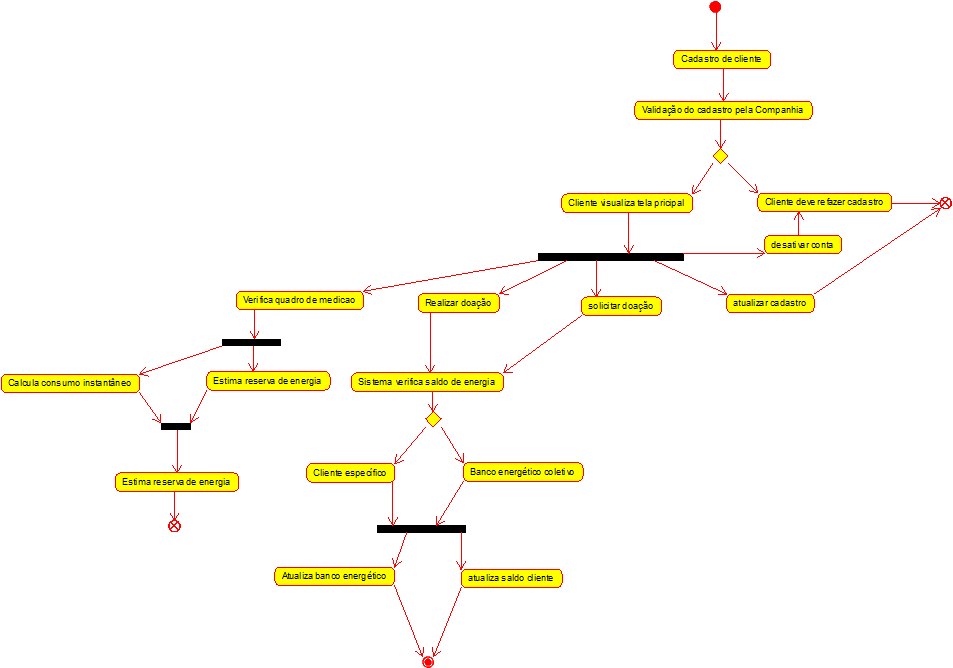 Cadastro de cliente
Validação do cadastro pela Companhia
Cliente visualiza tela pricipal
Cliente deve refazer cadastro
desativar conta
Verifica quadro de medicao
Realizar doação
solicitar doação
atualizar cadastro
Calcula consumo instantâneo
Estima reserva de energia
Sistema verifica saldo de energia
Cliente específico
Banco energético coletivo
Estima reserva de energia
Atualiza banco energético
atualiza saldo cliente